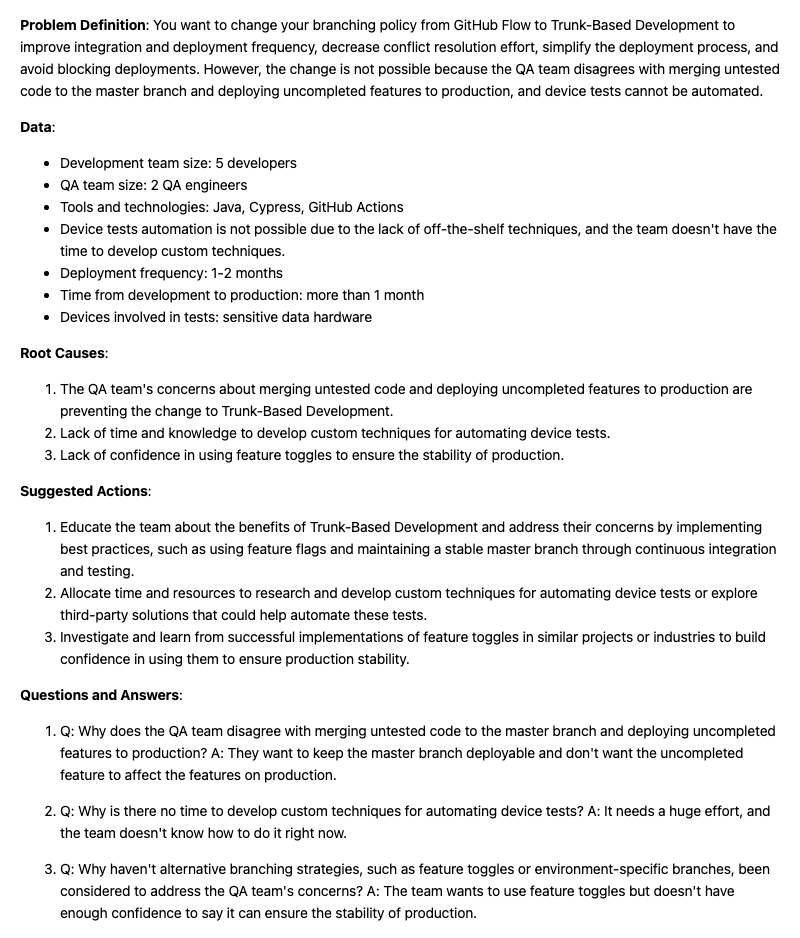 Problem Definition: You want to change your branching policy from GitHub Flow to Trunk-Based Development to
improve integration and deployment frequency, decrease conflict resolution effort, simplify the deployment process, and
avoid blocking deployments. However, the change is not possible because the QA team disagrees with merging untested
code to the master branch and deploying uncompleted features to production, and device tests cannot be automated.
Data:
• Development team size: 5 developers
• QA team size: 2 QA engineers
• Tools and technologies: Java, Cypress, GitHub Actions
• Device tests automation is not possible due to the lack of off-the-shelf techniques, and the team doesn't have the
time to develop custom techniques.
• Deployment frequency: 1-2 months
• Time from development to production: more than 1 month
• Devices involved in tests: sensitive data hardware
Root Causes:
1. The QA team's concerns about merging untested code and deploying uncompleted features to production are
preventing the change to Trunk-Based Development.
2. Lack of time and knowledge to develop custom techniques for automating device tests.
3. Lack of confidence in using feature toggles to ensure the stability of production.
Suggested Actions:
1. Educate the team about the benefits of Trunk-Based Development and address their concerns by implementing
best practices, such as using feature flags and maintaining a stable master branch through continuous integration
and testing.
2. Allocate time and resources to research and develop custom techniques for automating device tests or explore
third-party solutions that could help automate these tests.
3. Investigate and learn from successful implementations of feature toggles in similar projects or industries to build
confidence in using them to ensure production stability.
Questions and Answers:
1. Q: Why does the QA team disagree with merging untested code to the master branch and deploying uncompleted
features to production? A: They want to keep the master branch deployable and don't want the uncompleted
feature to affect the features on production.
2. Q: Why is there no time to develop custom techniques for automating device tests? A: It needs a huge effort, and
the team doesn't know how to do it right now.
3. Q: Why haven't alternative branching strategies, such as feature toggles or environment-specific branches, been
considered to address the QA team's concerns? A: The team wants to use feature toggles but doesn't have
enough confidence to say it can ensure the stability of production.